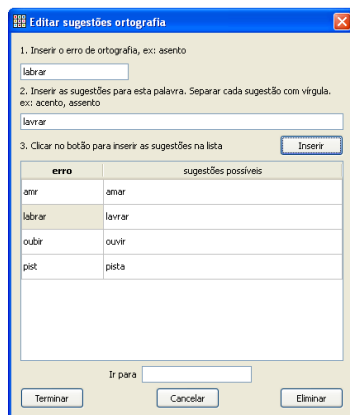 Editar sugestões ortografia
1. Inserir o erro de ortografia, ex: asento
labrar
2. Inserir as sugestões para esta palavra. Separar cada sugestão com vírgula.
ex: acento, assento
lavrar
3. Clicar no botão para inserir as sugestões na lista Inserir
erro sugestões possíveis
amr amar
labrar lavrar
oubir ouvir
pist pista
Ir para
Terminar Cancelar Eliminar